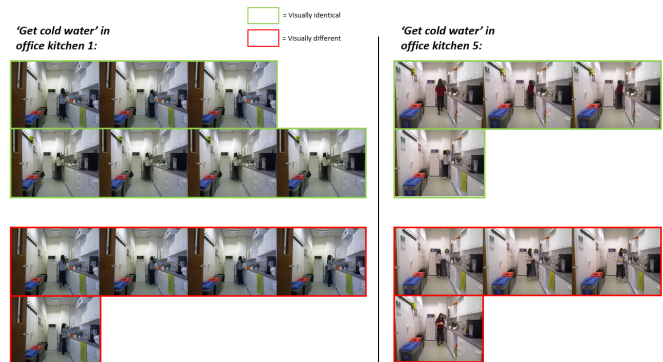 = Visually identical
= Visually different
‘Get cold water’ in
office kitchen 1:
‘Get cold water’ in
office kitchen 5: